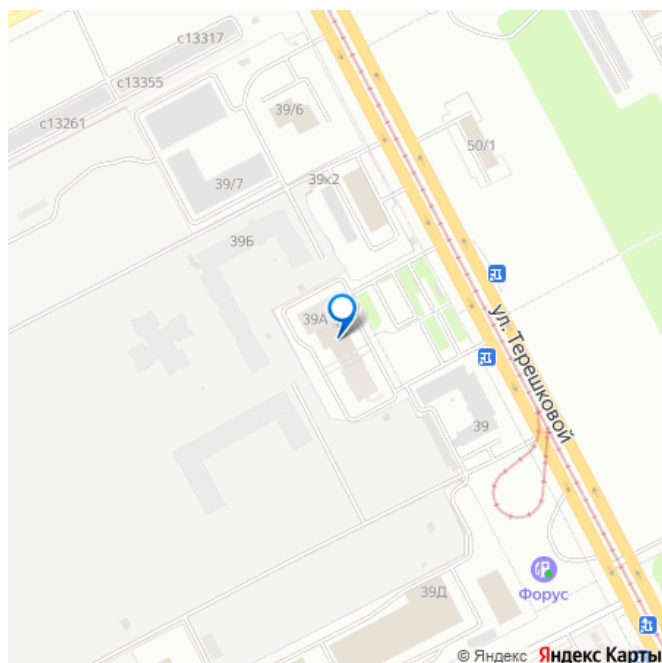 с13317
с13355
с13261
39/6
50/1
39/7
39к2
39Б
39А
ул. Терешковой
39
Форус
39Д
© Яндекс Яндекс Карты